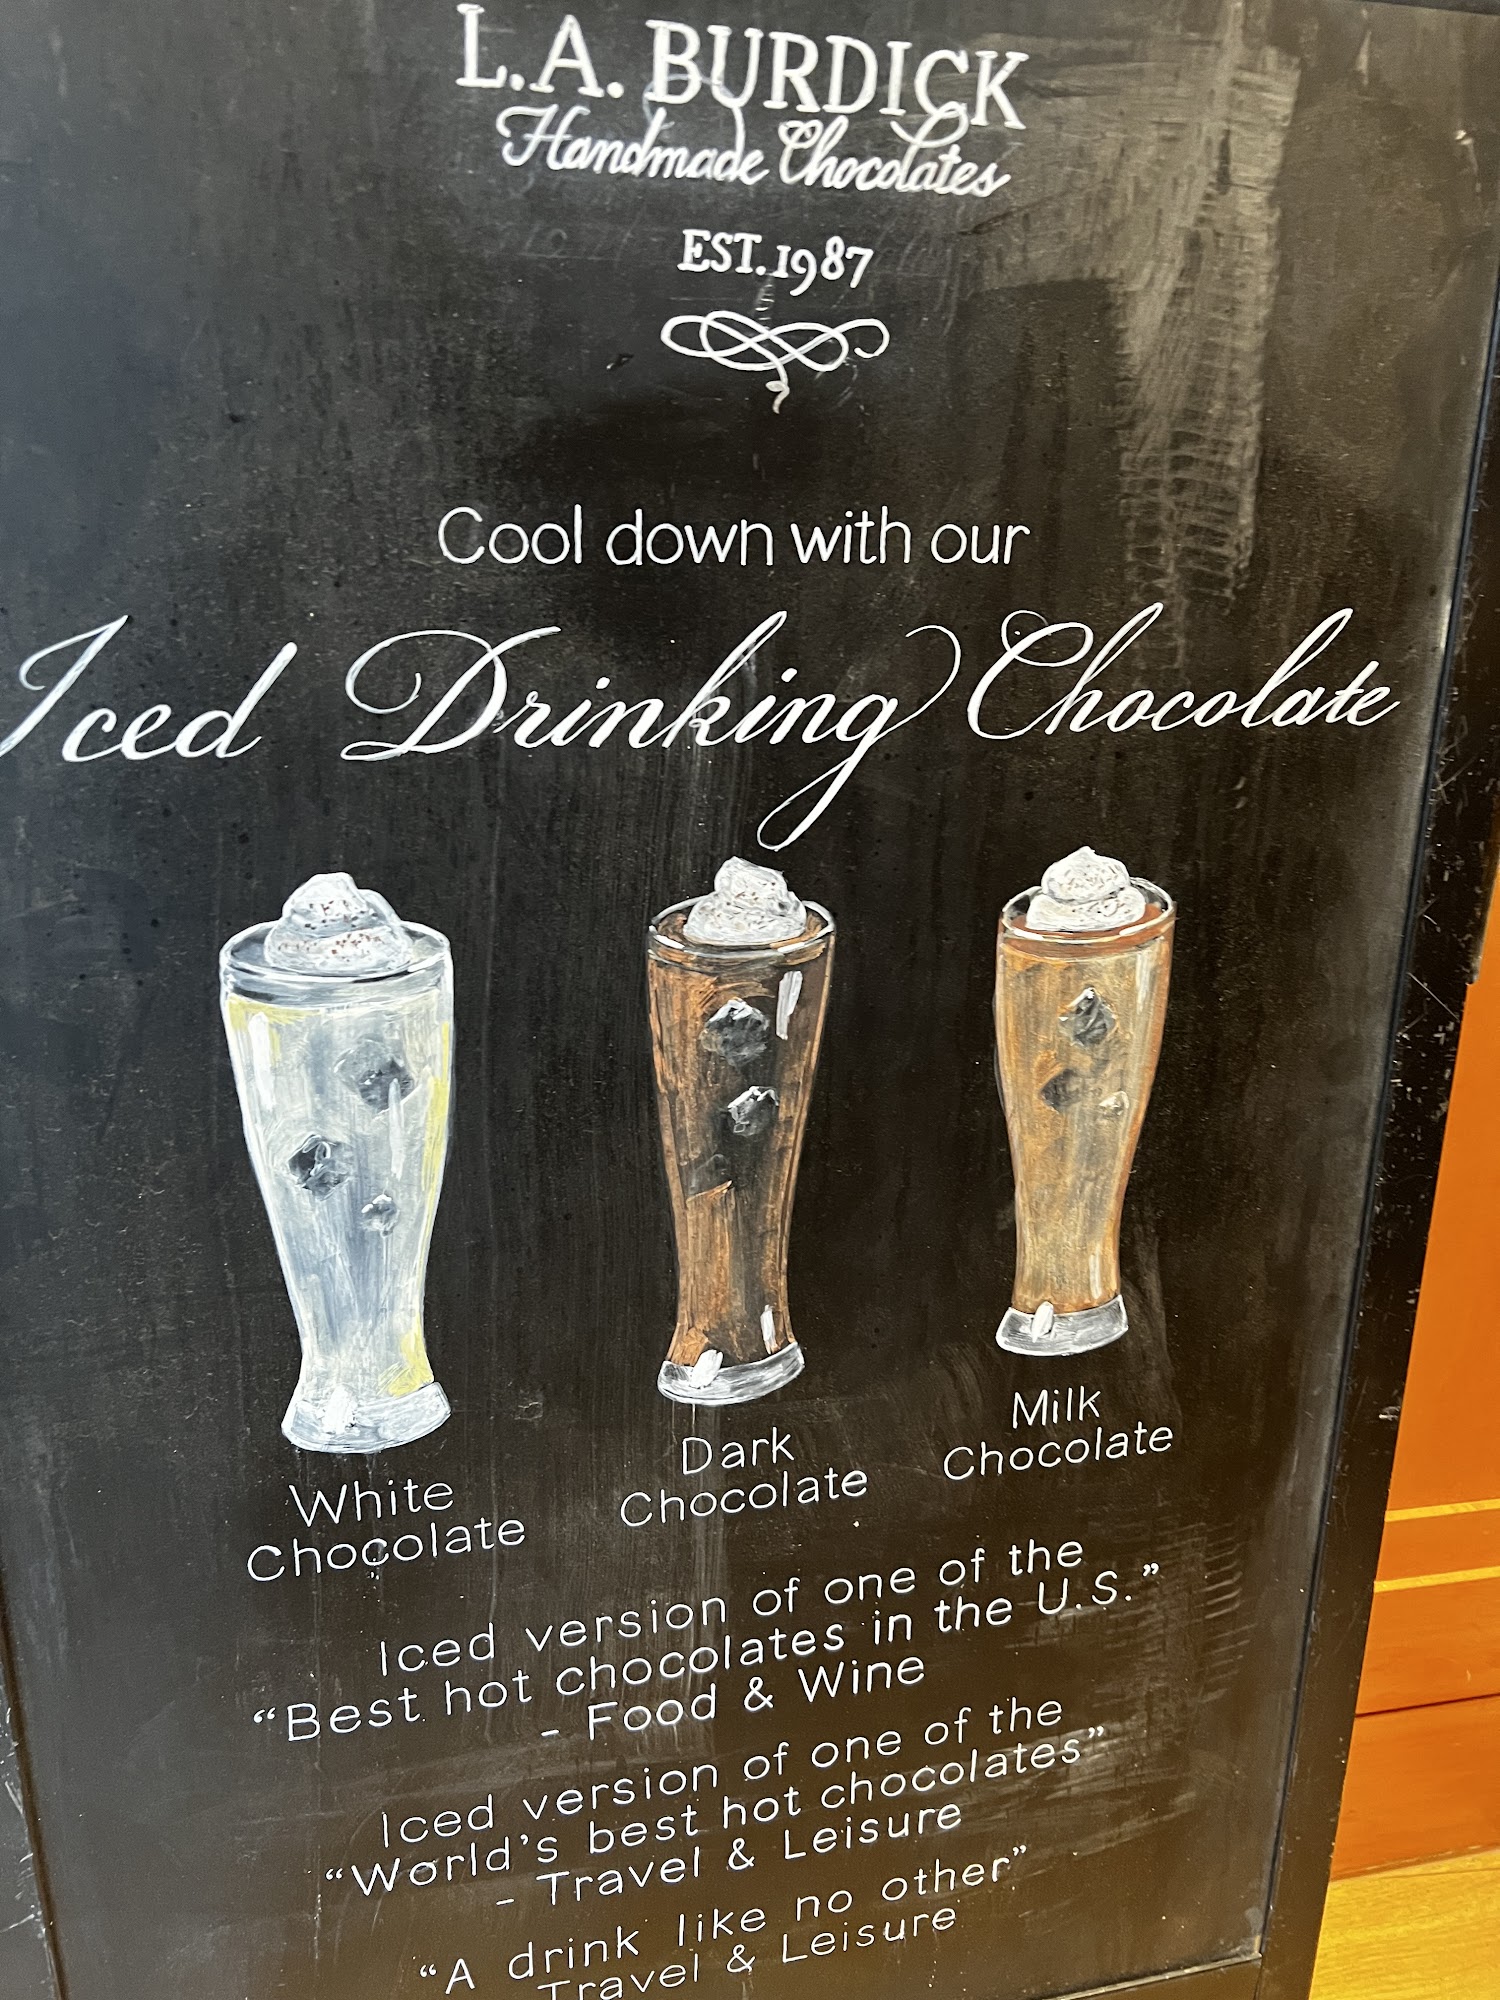 L.A. BURDICK
Handmade Chocolates
EST. 1987
Cool down with our
Iced Drinking Chocolate
White
Chocolate
Dark
Chocolate
Milk
Chocolate
Iced version of one of the
“Best hot chocolates in the U.S.”
- Food & Wine
Iced version of one of the
“World's best hot chocolates”
- Travel & Leisure
“A drink like no other”
Travel & Leisure